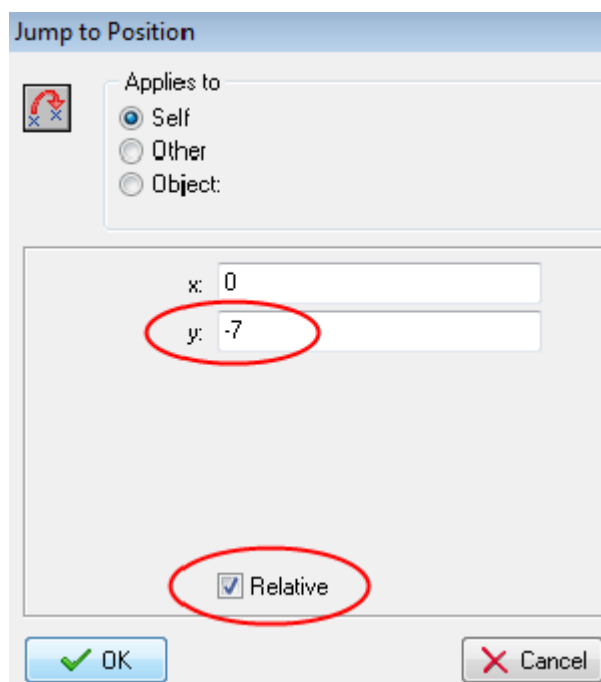 Jump to Position
Applies to
Self
Other
Object:
x: 0
y: -7
Relative
OK
Cancel